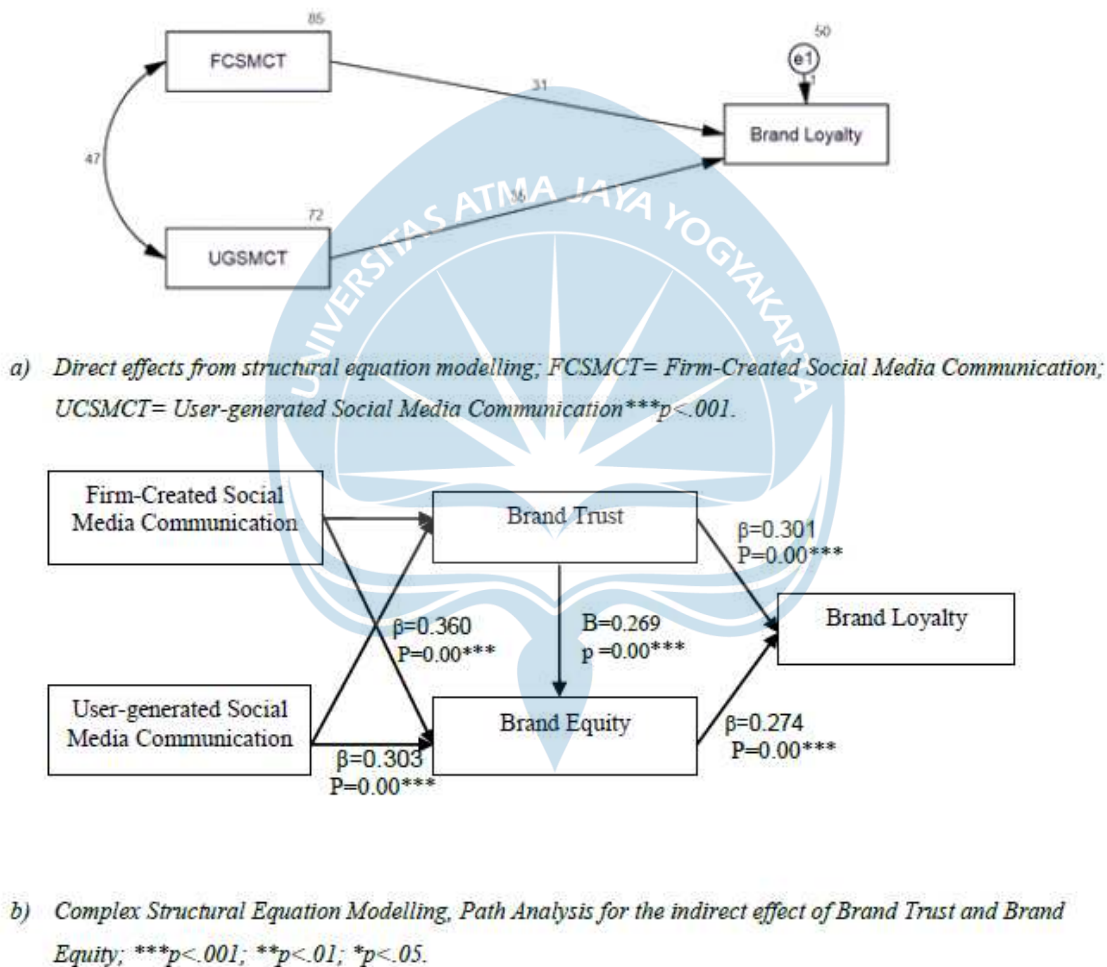 85
FCSMCT
50
e1
1
31
Brand Loyalty
47
72
UGSMCT
UNIVERSITAS ATMA JAYA YOGYAKARTA
a) Direct effects from structural equation modelling; FCSMCT= Firm-Created Social Media Communication;
UCSMCT= User-generated Social Media Communication***p<.001.
Firm-Created Social
Media Communication
Brand Trust
β=0.301
P=0.00***
β=0.360
P=0.00***
B=0.269
p =0.00***
Brand Loyalty
User-generated Social
Media Communication
Brand Equity
β=0.303
P=0.00***
β=0.274
P=0.00***
b) Complex Structural Equation Modelling, Path Analysis for the indirect effect of Brand Trust and Brand
Equity; ***p<.001; **p<.01; *p<.05.